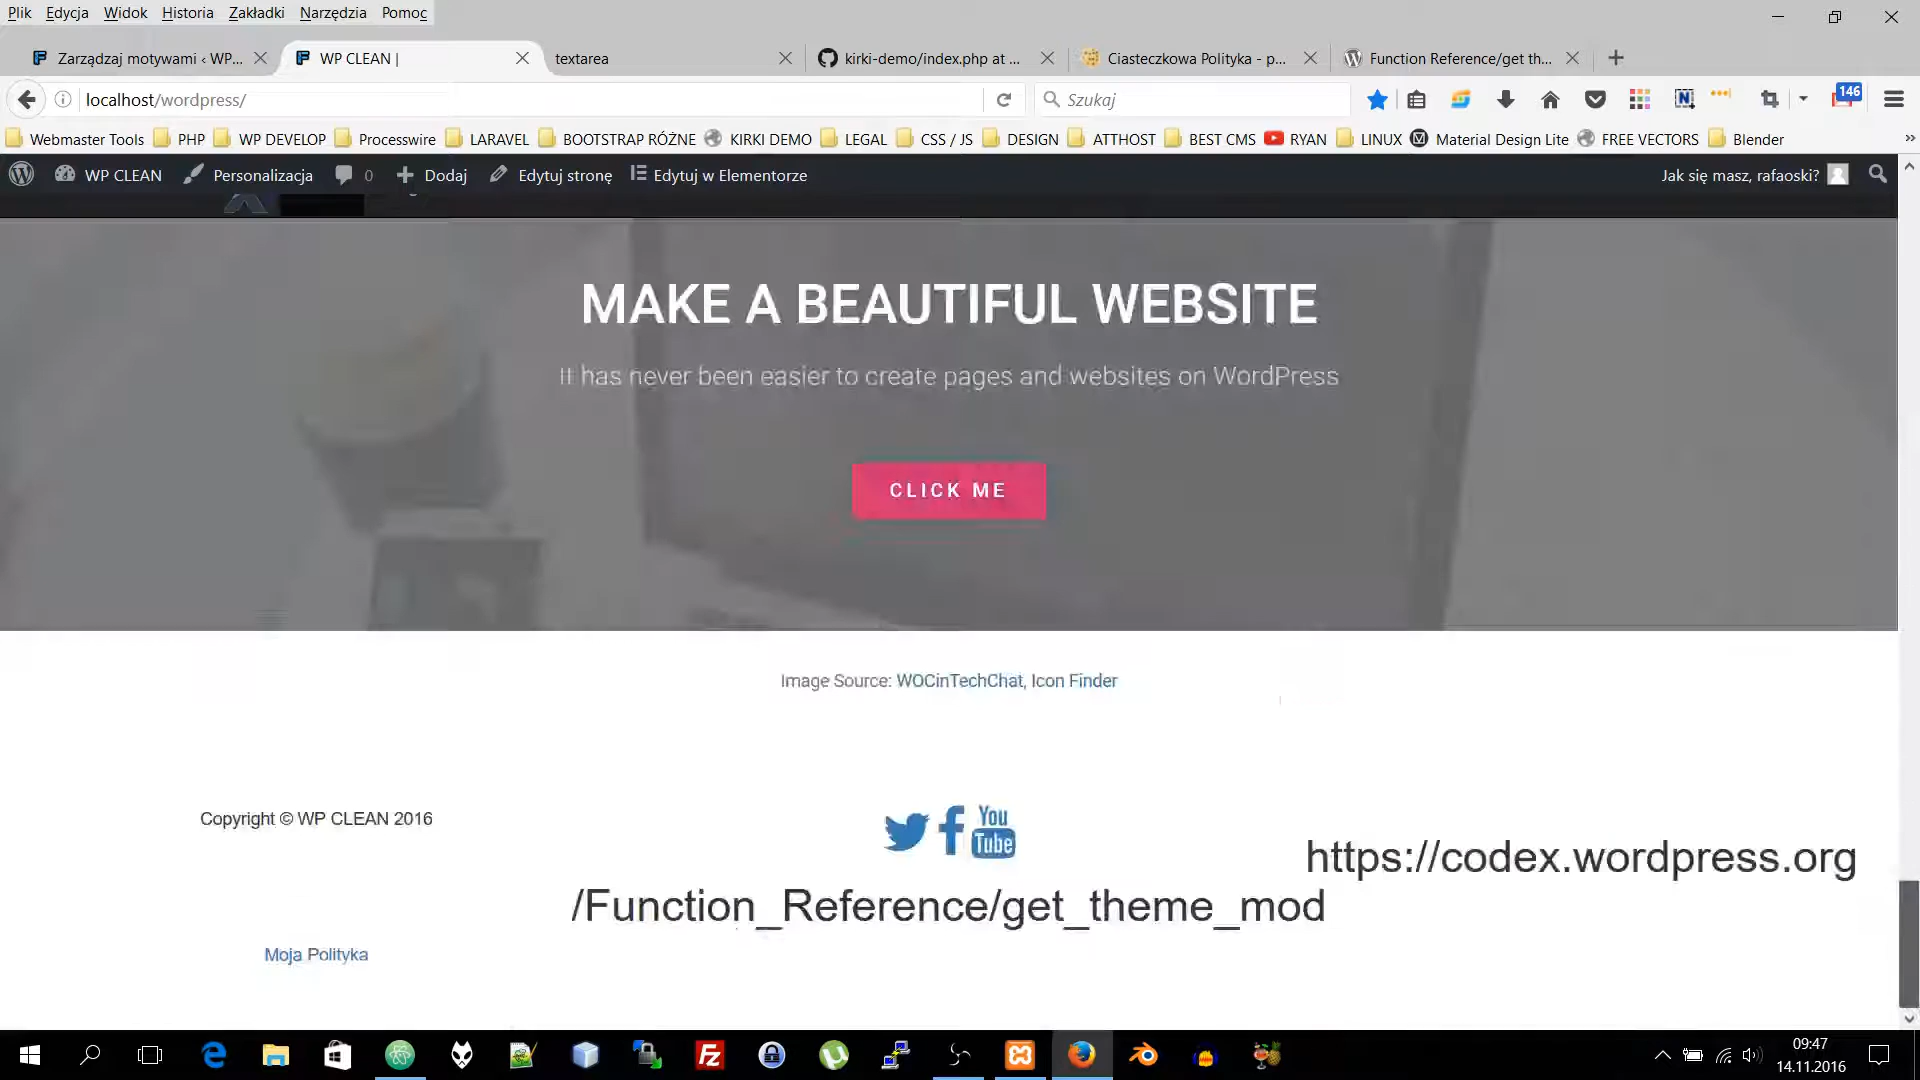 Plik Edycja Widok Historia Zakładki Narzędzia Pomoc
Zarządzaj motywami ‹ WP...
WP CLEAN |
textarea
kirki-demo/index.php at ...
Ciasteczkowa Polityka - p...
Function Reference/get th...
localhost/wordpress/
Szukaj
146
Webmaster Tools PHP WP DEVELOP Processwire LARAVEL BOOTSTRAP RÓŻNE KIRKI DEMO LEGAL CSS / JS DESIGN ATTHOST BEST CMS RYAN LINUX Material Design Lite FREE VECTORS Blender
WP CLEAN Personalizacja 0 Dodaj Edytuj stronę Edytuj w Elementorze Jak się masz, rafaoski?
MAKE A BEAUTIFUL WEBSITE
It has never been easier to create pages and websites on WordPress
CLICK ME
Image Source: WOCinTechChat, Icon Finder
Copyright © WP CLEAN 2016
You
Tube
https://codex.wordpress.org
/Function_Reference/get_theme_mod
Moja Polityka
09:47
14.11.2016